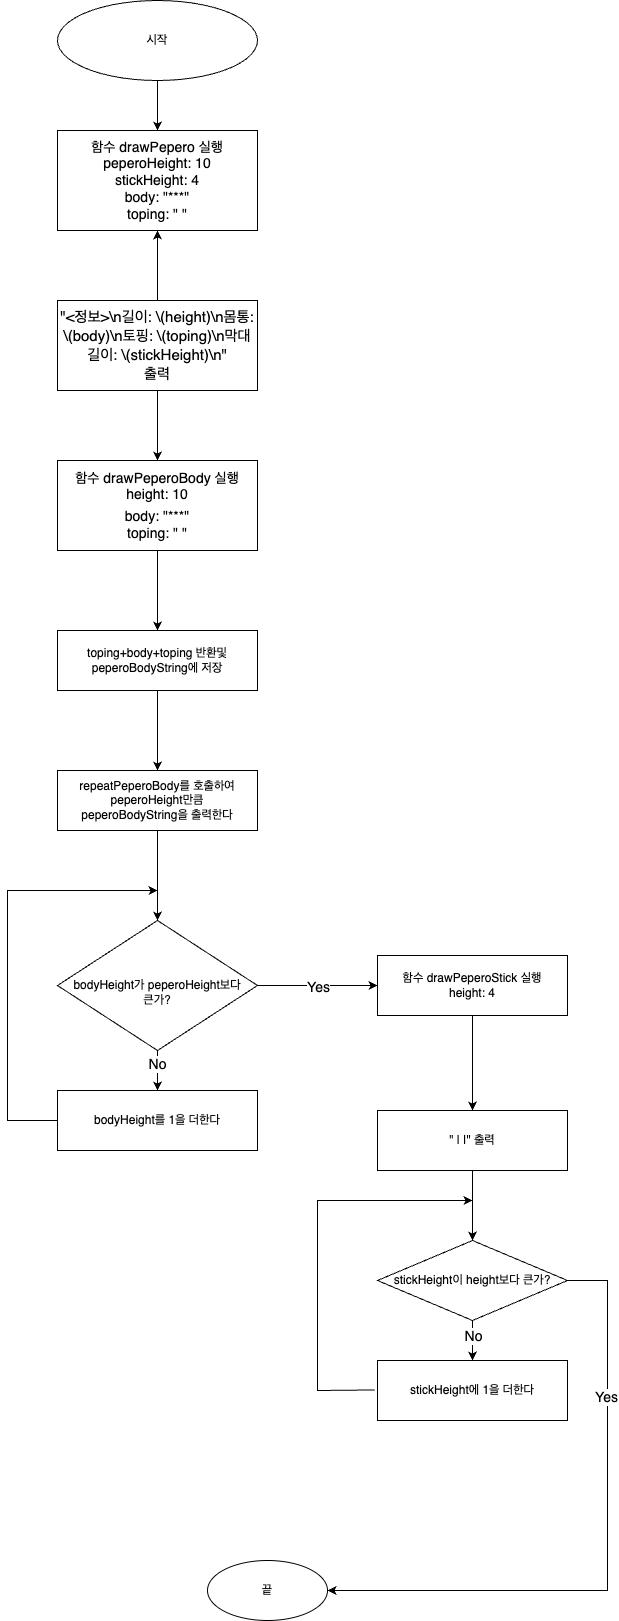 시작
함수 drawPepero 실행
peperoHeight: 10
stickHeight: 4
body: "***"
toping: " "
"<정보>\n길이: \(height)\n몸통:
\(body)\n토핑: \(toping)\n막대
길이: \(stickHeight)\n"
출력
함수 drawPeperoBody 실행
height: 10
body: "***"
toping: " "
toping+body+toping 반환및
peperoBodyString에 저장
repeatPeperoBody를 호출하여
peperoHeight만큼
peperoBodyString을 출력한다
bodyHeight가 peperoHeight보다
큰가?
Yes
No
bodyHeight를 1을 더한다
함수 drawPeperoStick 실행
height: 4
" | |" 출력
stickHeight이 height보다 큰가?
No
Yes
stickHeight에 1을 더한다
끝